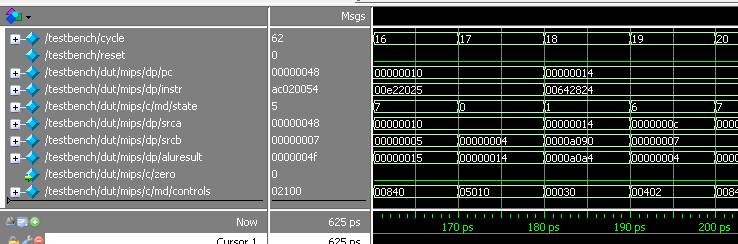 Msgs
/testbench/cycle 62 16 17 18 19 20
/testbench/reset 0
/testbench/dut/mips/dp/pc 00000048 00000010 00000014
/testbench/dut/mips/dp/instr ac020054 00e22025 00642824
/testbench/dut/mips/c/md/state 5 7 0 1 6 7
/testbench/dut/mips/dp/srca 00000048 00000010 00000014 0000000c 000000
/testbench/dut/mips/dp/srcb 00000007 00000005 00000004 0000a090 00000007
/testbench/dut/mips/dp/aluresult 0000004f 00000015 00000014 0000a0a4 00000004 000000
/testbench/dut/mips/c/zero 0
/testbench/dut/mips/c/md/controls 02100 00840 05010 00030 00402 0084
Now 625 ps 170 ps 180 ps 190 ps 200 ps
Cursor 1